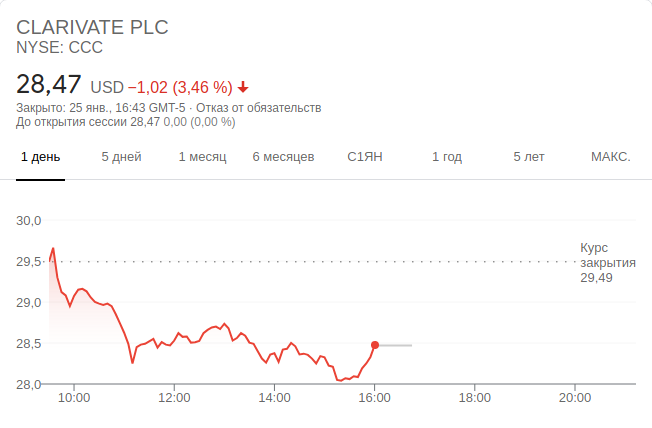 CLARIVATE PLC
NYSE: CCC
28,47 USD −1,02 (3,46 %)
Закрыто: 25 янв., 16:43 GMT-5 · Отказ от обязательств
До открытия сессии 28,47 0,00 (0,00 %)
1 день 5 дней 1 месяц 6 месяцев С1ЯН 1 год 5 лет МАКС.
30,0
Курс
29,5 закрытия
29,49
29,0
28,5
28,0
10:00 12:00 14:00 16:00 18:00 20:00